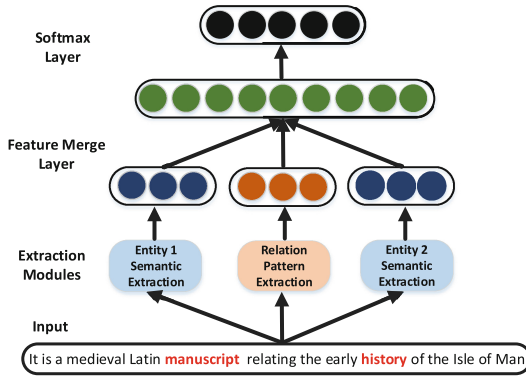 Softmax
Layer
Feature Merge
Layer
Extraction
Modules
Entity 1
Semantic
Extraction
Relation
Pattern
Extraction
Entity 2
Semantic
Extraction
Input
It is a medieval Latin manuscript relating the early history of the Isle of Man